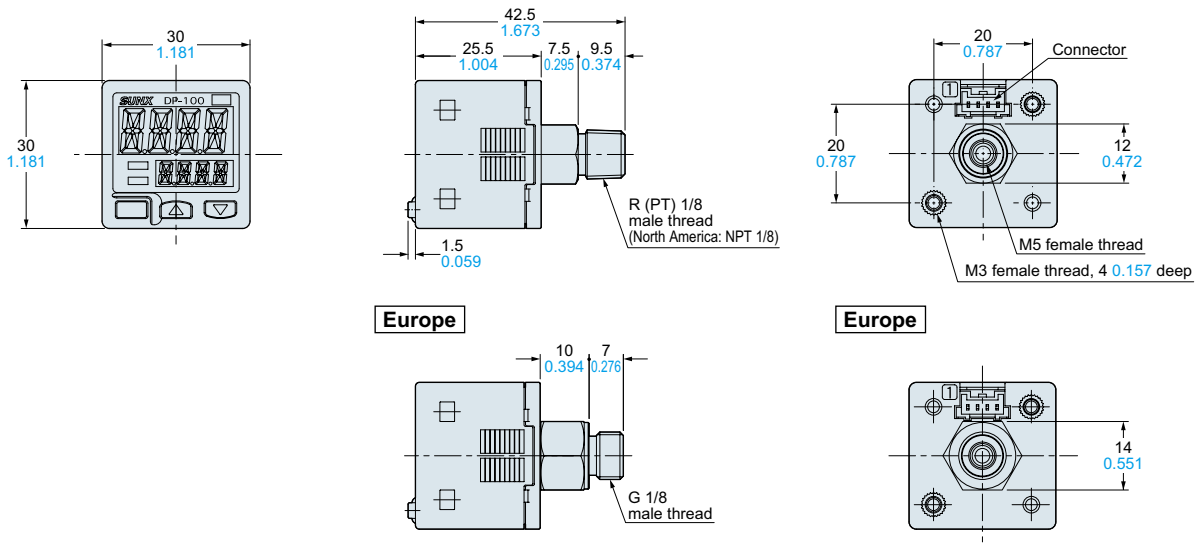 30
1.181
30
1.181
SUNX DP-100
42.5
1.673
25.5
1.004
7.5
0.295
9.5
0.374
R (PT) 1/8
male thread
(North America: NPT 1/8)
1.5
0.059
20
0.787
Connector
1
20
0.787
12
0.472
M5 female thread
M3 female thread, 4 0.157 deep
Europe
10
0.394
7
0.276
G 1/8
male thread
Europe
1
14
0.551